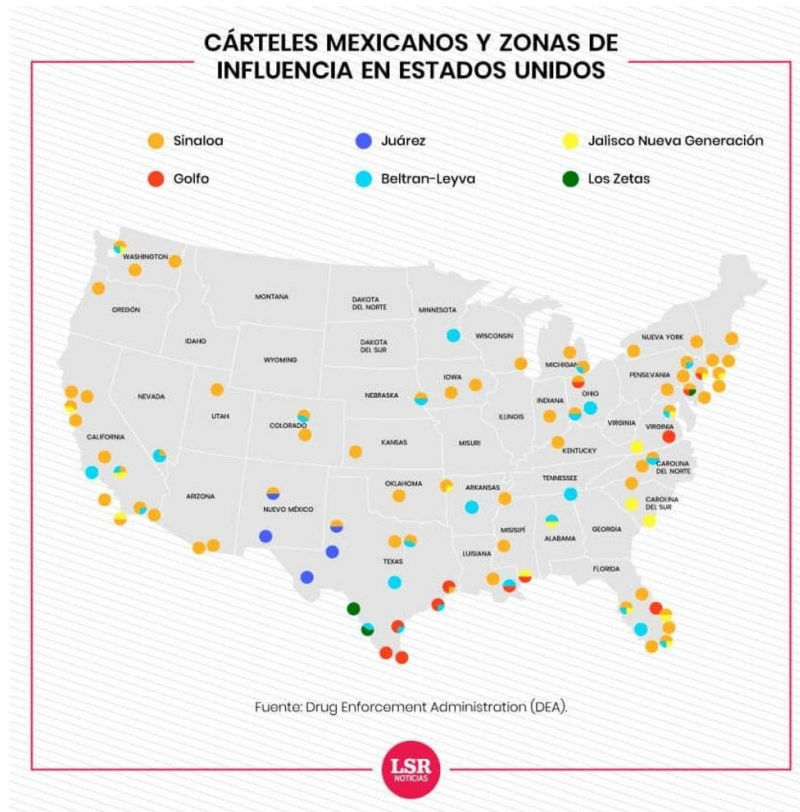 CÁRTELES MEXICANOS Y ZONAS DE
INFLUENCIA EN ESTADOS UNIDOS
Sinaloa
Juárez
Jalisco Nueva Generación
Golfo
Beltran-Leyva
Los Zetas
WASHINGTON
OREGÓN
MONTANA
DAKOTA
DEL NORTE
MINNESOTA
IDAHO
WYOMING
DAKOTA
DEL SUR
WISCONSIN
MICHIGAN
NUEVA YORK
NEVADA
UTAH
COLORADO
NEBRASKA
IOWA
ILLINOIS
INDIANA
OHIO
PENSILVANIA
CALIFORNIA
KANSAS
MISURI
KENTUCKY
VIRGINIA
VIRGINIA
ARIZONA
NUEVO MÉXICO
OKLAHOMA
ARKANSAS
TENNESSEE
CAROLINA
DEL NORTE
CAROLINA
DEL SUR
TEXAS
LUISIANA
MISISIPÍ
ALABAMA
GEORGIA
FLORIDA
Fuente: Drug Enforcement Administration (DEA).
LSR
NOTICIAS